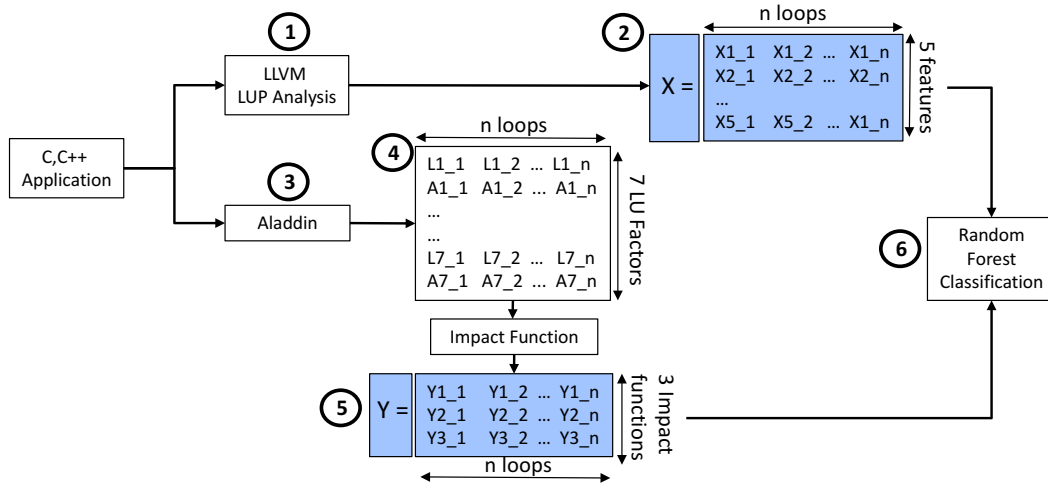 1
LLVM
LUP Analysis
2
n loops
X =
X1_1 X1_2 ... X1_n
X2_1 X2_2 ... X2_n
...
X5_1 X5_2 ... X1_n
5 features
C,C++
Application
3
Aladdin
4
n loops
L1_1 L1_2 ... L1_n
A1_1 A1_2 ... A1_n
...
...
L7_1 L7_2 ... L7_n
A7_1 A7_2 ... A7_n
7 LU Factors
Impact Function
5
Y =
Y1_1 Y1_2 ... Y1_n
Y2_1 Y2_2 ... Y2_n
Y3_1 Y3_2 ... Y3_n
3 Impact
functions
n loops
6
Random
Forest
Classification